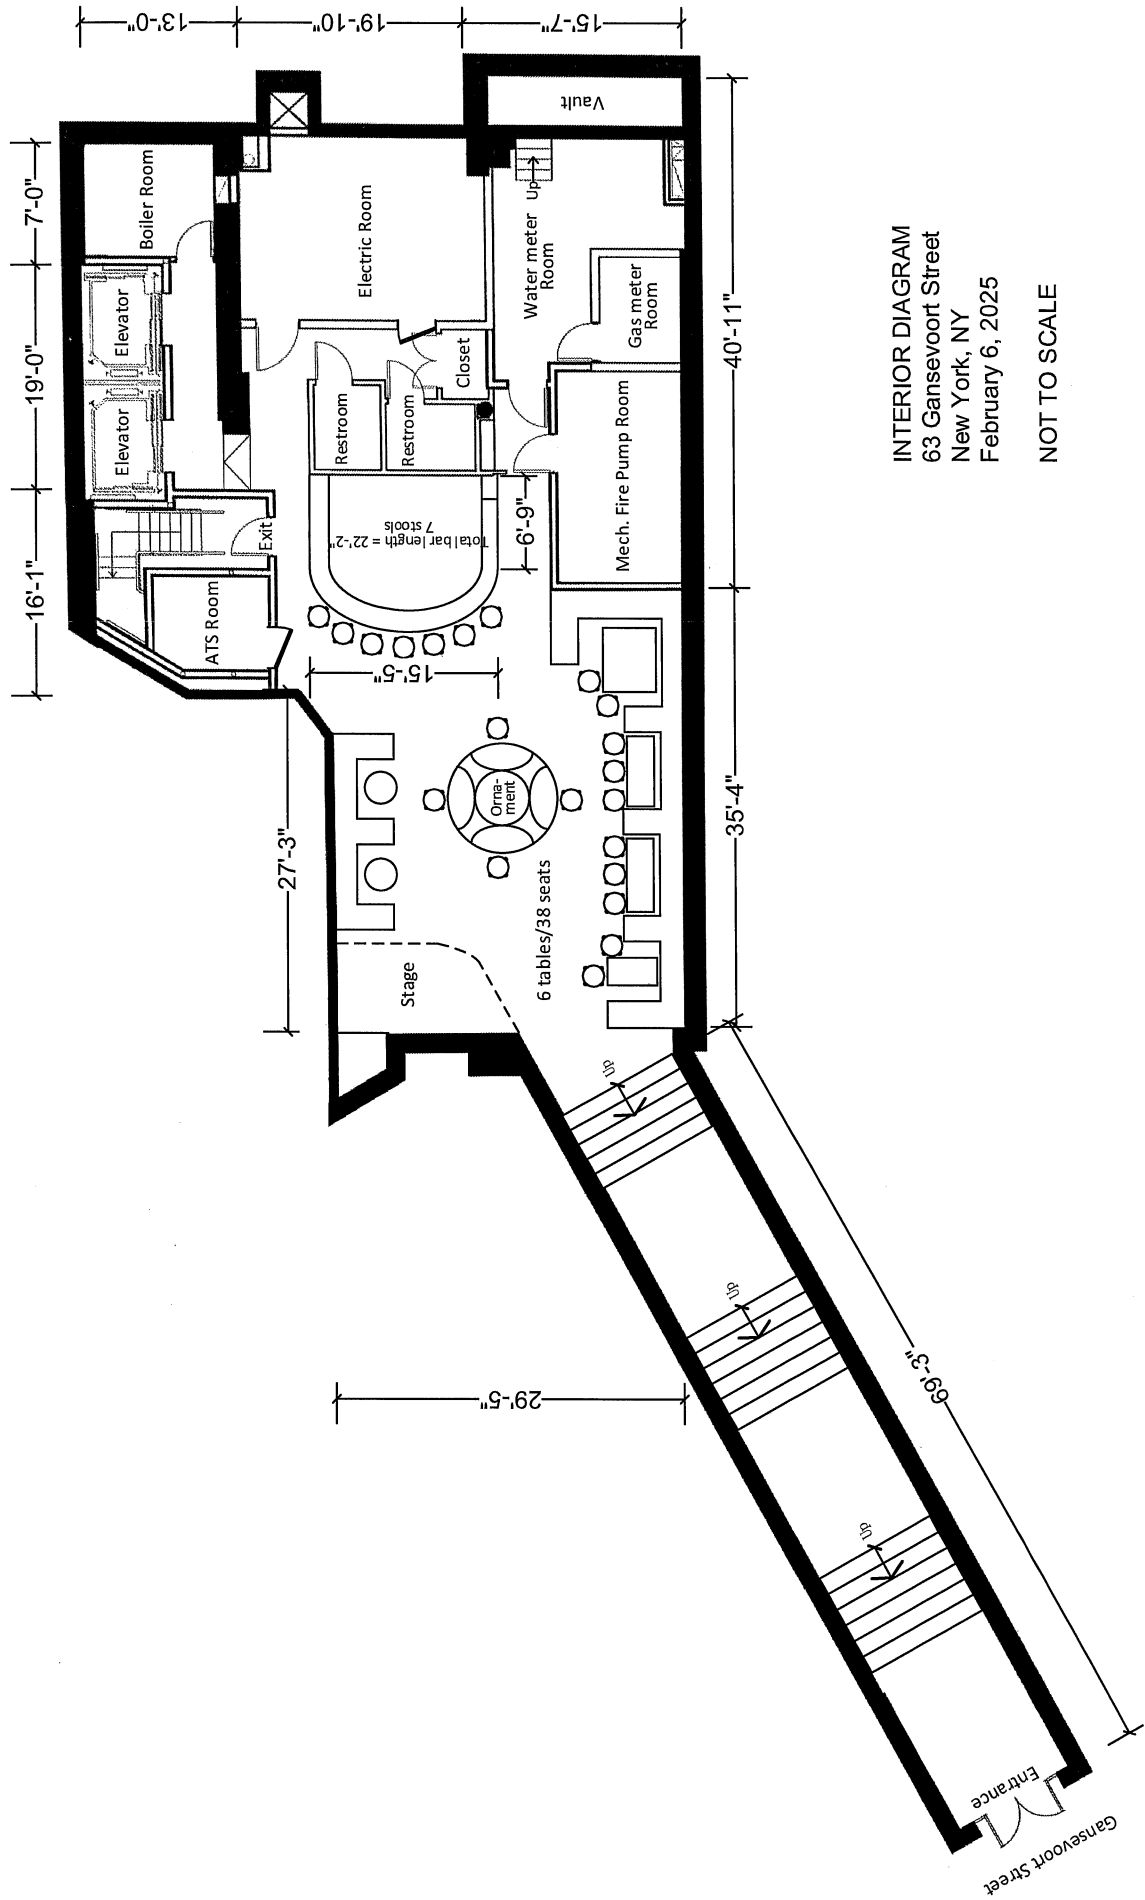 13'-0"
19'-10"
15'-7"
7'-0"
19'-0"
16'-1"
Vault
Boiler Room
Elevator
Elevator
Electric Room
Up
Water meter
Room
Gas meter
Room
Closet
Restroom
Restroom
Mech. Fire Pump Room
Exit
ATS Room
Total bar length = 22'-2"
7 stools
6'-9"
15'-5"
40'-11"
35'-4"
27'-3"
Orna-
ment
6 tables/38 seats
Stage
Up
Up
Up
29'-5"
69'-3"
Entrance
Gansevoort Street
INTERIOR DIAGRAM
63 Gansevoort Street
New York, NY
February 6, 2025
NOT TO SCALE